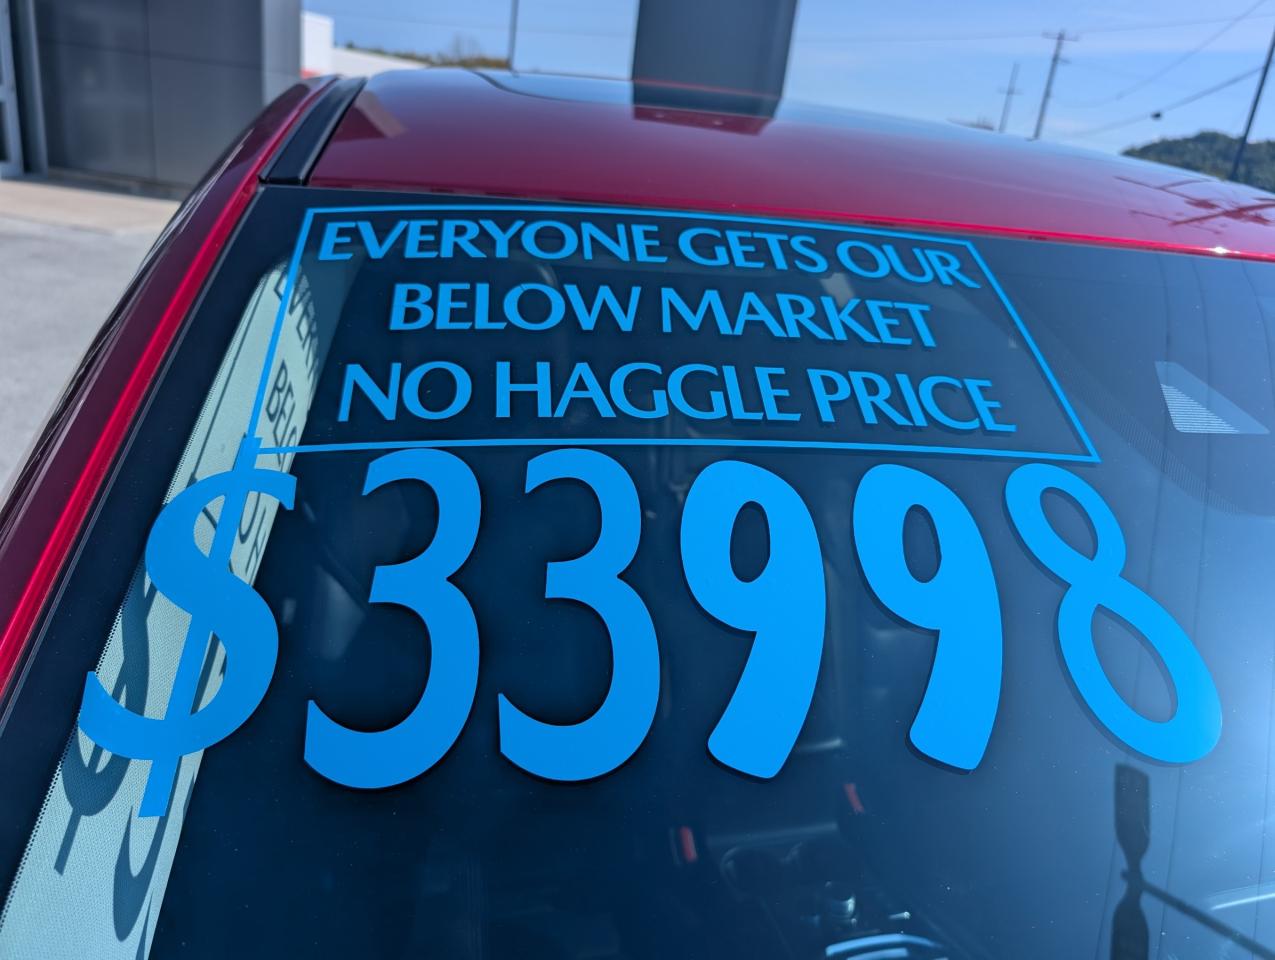 EVERYONE GETS OUR
BELOW MARKET
NO HAGGLE PRICE
$33998